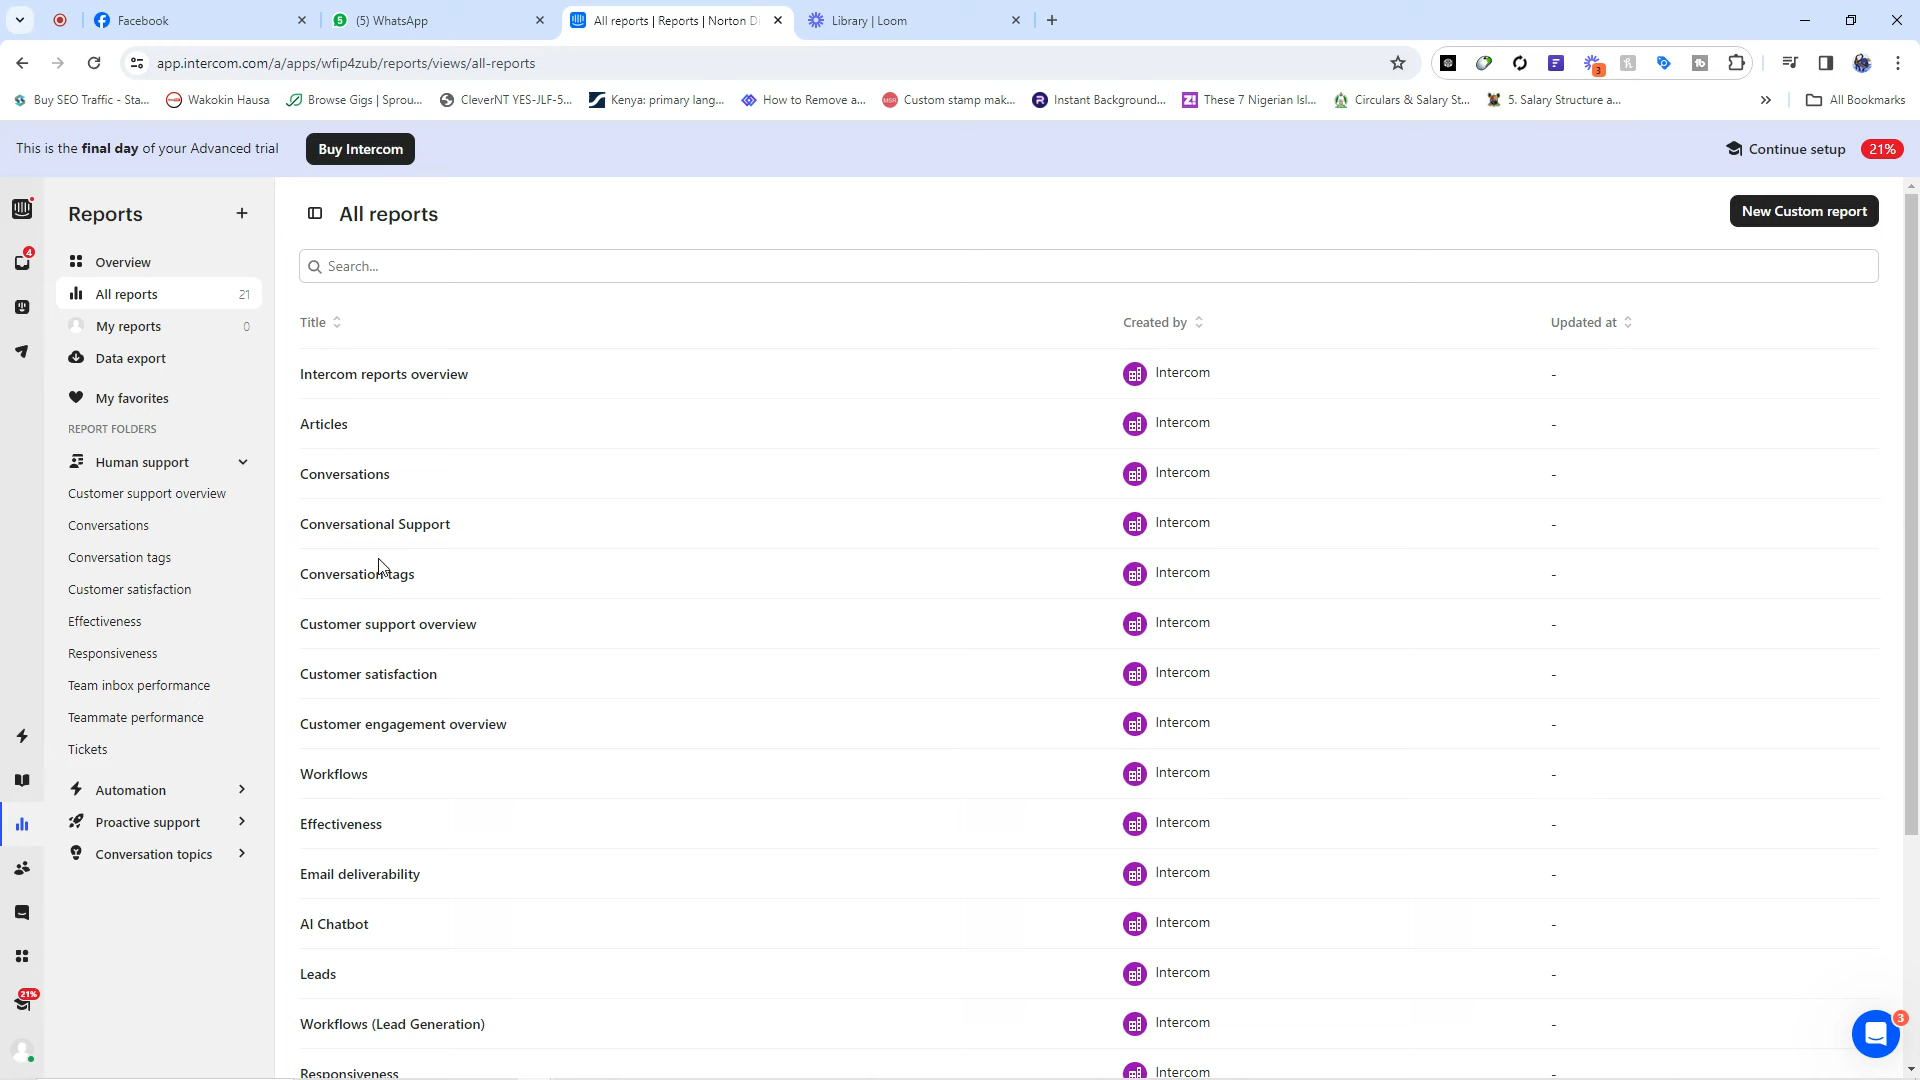 Facebook
5
(5) WhatsApp
All reports | Reports | Norton Di
Library | Loom
app.intercom.com/a/apps/wfip4zub/reports/views/all-reports
3
Buy SEO Traffic - Sta...
Wakokin Hausa
Browse Gigs | Sprou...
CleverNT YES-JLF-5...
Kenya: primary lang...
How to Remove a...
Custom stamp mak...
Instant Background...
These 7 Nigerian Isl...
Circulars & Salary St...
5. Salary Structure a...
All Bookmarks
This is the final day of your Advanced trial
Buy Intercom
Continue setup
21%
Reports
All reports
New Custom report
4
Overview
Search...
All reports 21
My reports 0
Title
Created by
Updated at
Data export
Intercom reports overview Intercom -
My favorites
Articles Intercom -
REPORT FOLDERS
Human support
Conversations Intercom -
Customer support overview
Conversations
Conversational Support Intercom -
Conversation tags
Conversation tags Intercom -
Customer satisfaction
Effectiveness
Customer support overview Intercom -
Responsiveness
Customer satisfaction Intercom -
Team inbox performance
Teammate performance
Customer engagement overview Intercom -
Tickets
Workflows Intercom -
Automation
Proactive support
Effectiveness Intercom -
Conversation topics
Email deliverability Intercom -
AI Chatbot Intercom -
Leads Intercom -
21%
Workflows (Lead Generation) Intercom -
3
Responsiveness Intercom -